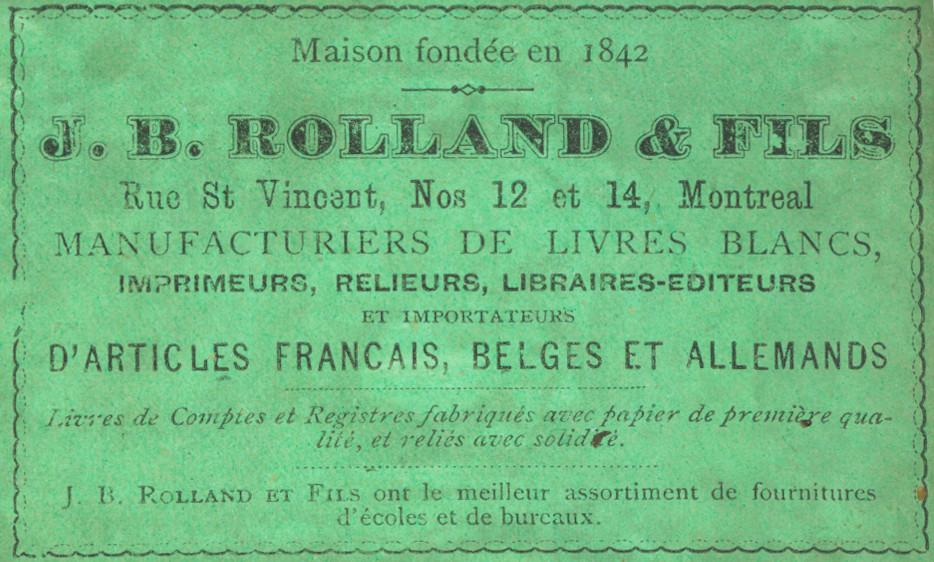 Maison fondée en 1842
J. B. ROLLAND & FILS
Rue St Vincent, Nos 12 et 14, Montreal
MANUFACTURIERS DE LIVRES BLANCS,
IMPRIMEURS, RELIEURS, LIBRAIRES-EDITEURS
ET IMPORTATEURS
D'ARTICLES FRANCAIS, BELGES ET ALLEMANDS
Livres de Comptes et Registres fabriqués avec papier de première qua-
lité, et reliés avec solidité.
J. B. ROLLAND ET FILS ont le meilleur assortiment de fournitures
d'écoles et de bureaux.